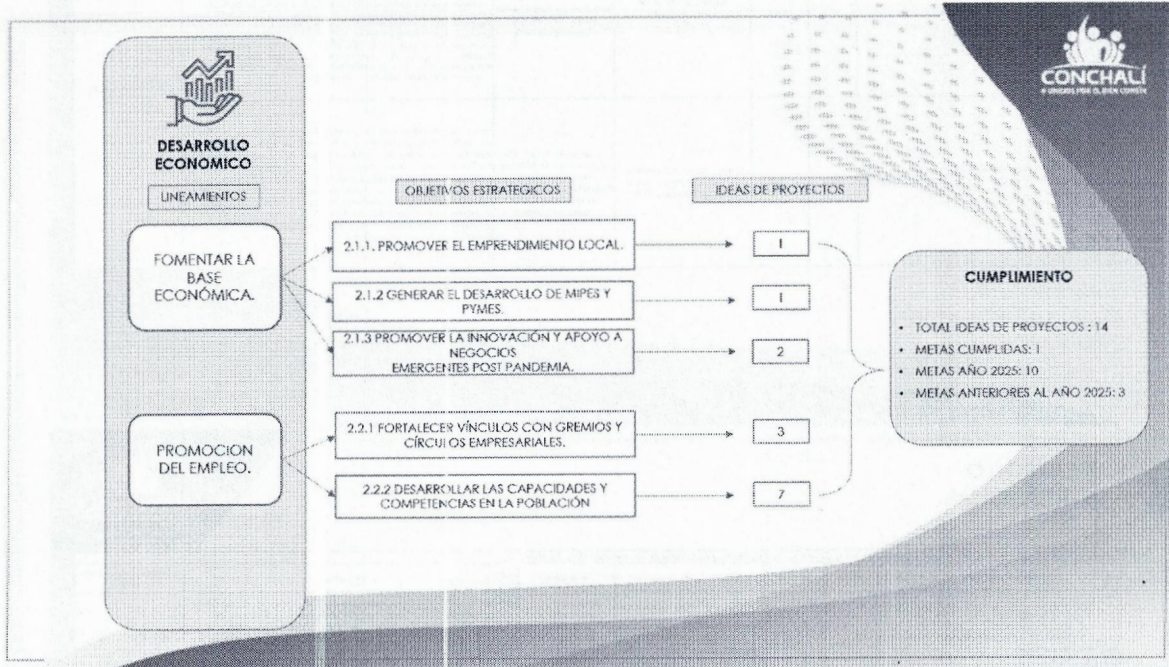 CONCHALÍ
DESARROLLO
ECONOMICO
LINEAMIENTOS
OBJETIVOS ESTRATEGICOS
IDEAS DE PROYECTOS
FOMENTAR LA
BASE
ECONÓMICA.
2.1.1. PROMOVER EL EMPRENDIMIENTO LOCAL.
1
2.1.2 GENERAR EL DESARROLLO DE MIPES Y
PYMES.
1
2.1.3 PROMOVER LA INNOVACIÓN Y APOYO A
NEGOCIOS
EMERGENTES POST PANDEMIA.
2
PROMOCION
DEL EMPLEO.
2.2.1 FORTALECER VÍNCULOS CON GREMIOS Y
CÍRCULOS EMPRESARIALES.
3
2.2.2 DESARROLLAR LAS CAPACIDADES Y
COMPETENCIAS EN LA POBLACIÓN
7
CUMPLIMIENTO
• TOTAL IDEAS DE PROYECTOS : 14
• METAS CUMPLIDAS: 1
• METAS AÑO 2025: 10
• METAS ANTERIORES AL AÑO 2025: 3